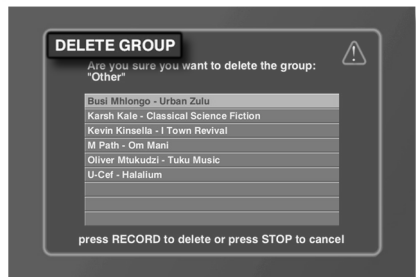 DELETE GROUP
Are you sure you want to delete the group:
"Other"
Busi Mhlongo - Urban Zulu
Karsh Kale - Classical Science Fiction
Kevin Kinsella - I Town Revival
M Path - Om Mani
Oliver Mtukudzi - Tuku Music
U-Cef - Halalium
press RECORD to delete or press STOP to cancel